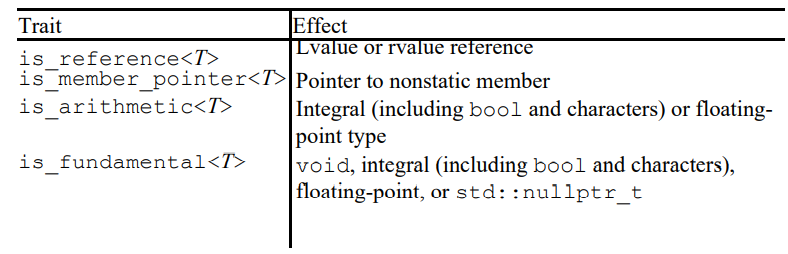 Trait Effect
is_reference<T> Lvalue or rvalue reference
is_member_pointer<T> Pointer to nonstatic member
is_arithmetic<T> Integral (including bool and characters) or floating-
point type
is_fundamental<T> void, integral (including bool and characters),
floating-point, or std::nullptr_t